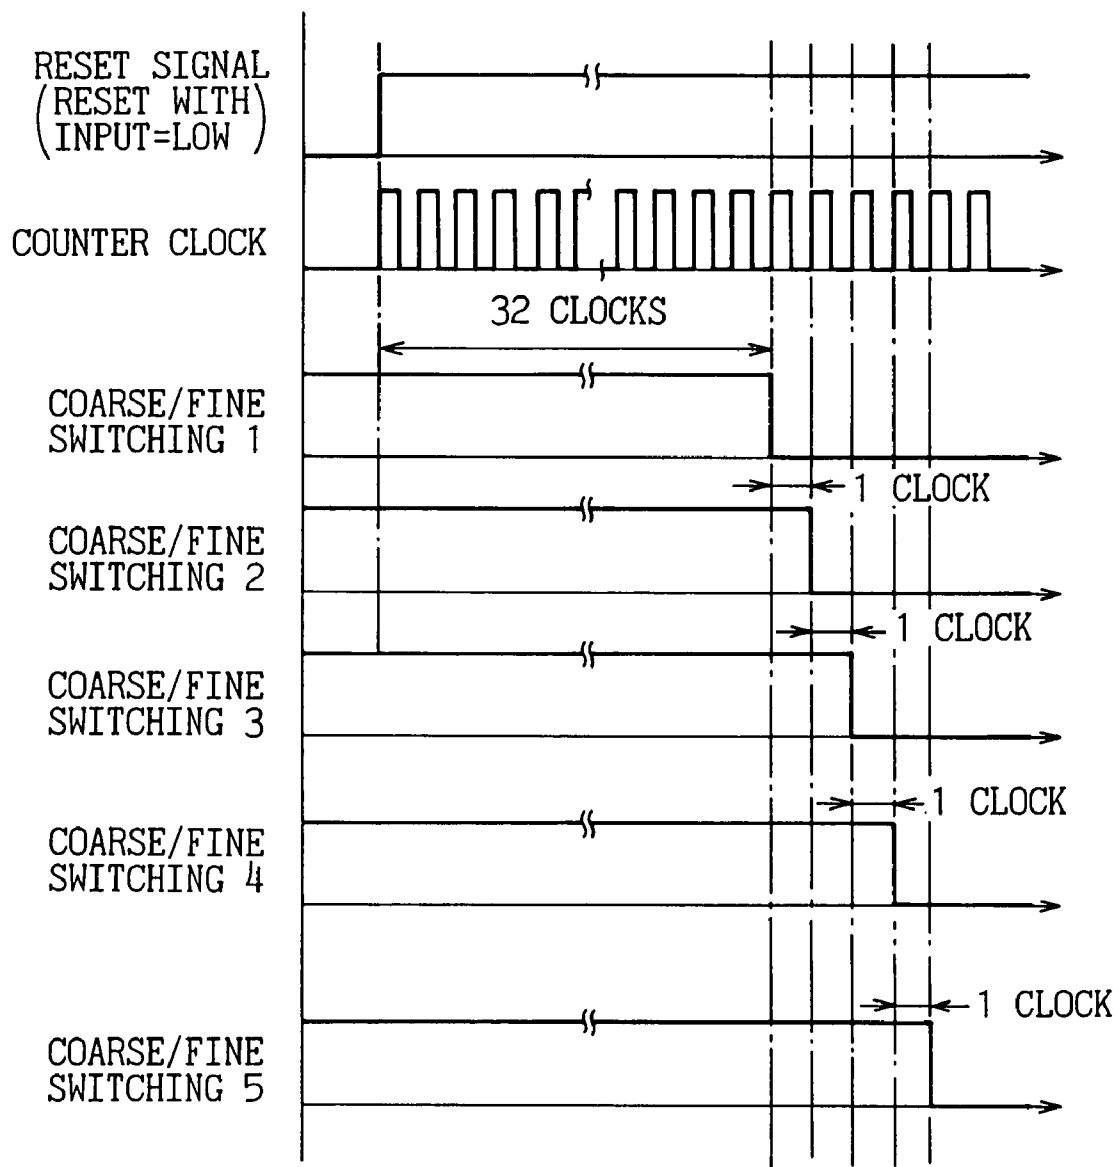 RESET SIGNAL
(RESET WITH)
(INPUT=LOW )
COUNTER CLOCK
32 CLOCKS
COARSE/FINE
SWITCHING 1
1 CLOCK
COARSE/FINE
SWITCHING 2
1 CLOCK
COARSE/FINE
SWITCHING 3
1 CLOCK
COARSE/FINE
SWITCHING 4
1 CLOCK
COARSE/FINE
SWITCHING 5